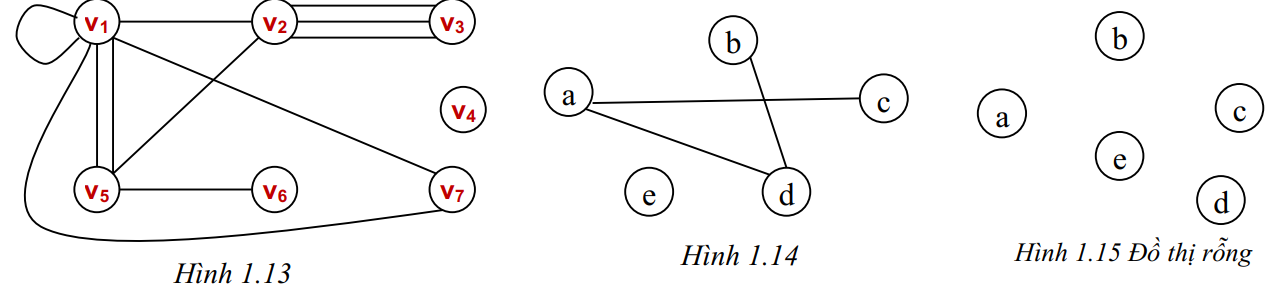 v1 v2 v3
v4
v5 v6 v7
Hình 1.13
b
a c
e d
Hình 1.14
b
a c
e
d
Hình 1.15 Đồ thị rỗng